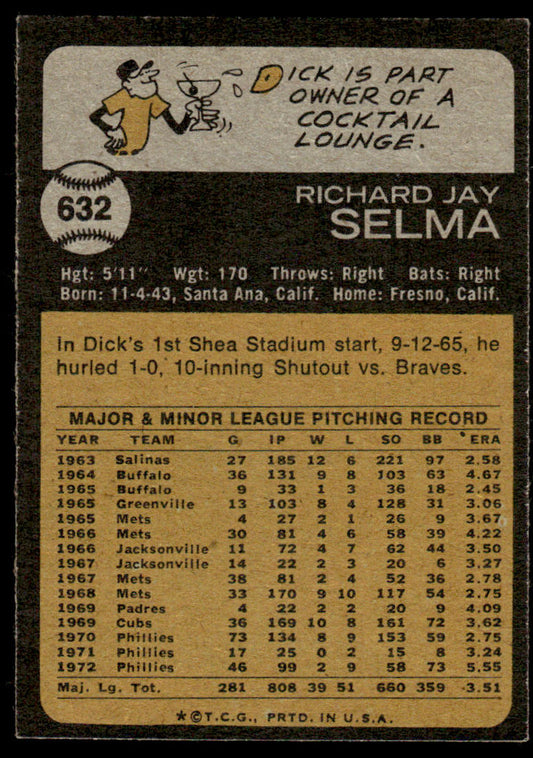 DICK IS PART
OWNER OF A
COCKTAIL
LOUNGE.
632
RICHARD JAY
SELMA
Hgt: 5'11" Wgt: 170 Throws: Right Bats: Right
Born: 11-4-43, Santa Ana, Calif. Home: Fresno, Calif.
In Dick's 1st Shea Stadium start, 9-12-65, he
hurled 1-0, 10-inning Shutout vs. Braves.
MAJOR & MINOR LEAGUE PITCHING RECORD
YEAR TEAM G IP W L SO BB ERA
1963 Salinas 27 185 12 6 221 97 2.58
1964 Buffalo 36 131 9 8 103 63 4.67
1965 Buffalo 9 33 1 3 36 18 2.45
1965 Greenville 13 103 8 4 128 31 3.06
1965 Mets 4 27 2 1 26 9 3.67
1966 Mets 30 81 4 6 58 39 4.22
1966 Jacksonville 11 72 4 7 62 44 3.50
1967 Jacksonville 14 22 2 3 20 6 3.27
1967 Mets 38 81 2 4 52 36 2.78
1968 Mets 33 170 9 10 117 54 2.75
1969 Padres 4 22 2 2 20 9 4.09
1969 Cubs 36 169 10 8 161 72 3.62
1970 Phillies 73 134 8 9 153 59 2.75
1971 Phillies 17 25 0 2 15 8 3.24
1972 Phillies 46 99 2 9 58 73 5.55
Maj. Lg. Tot. 281 808 39 51 660 359 3.51
*©T.C.G., PRTD. IN U.S.A.